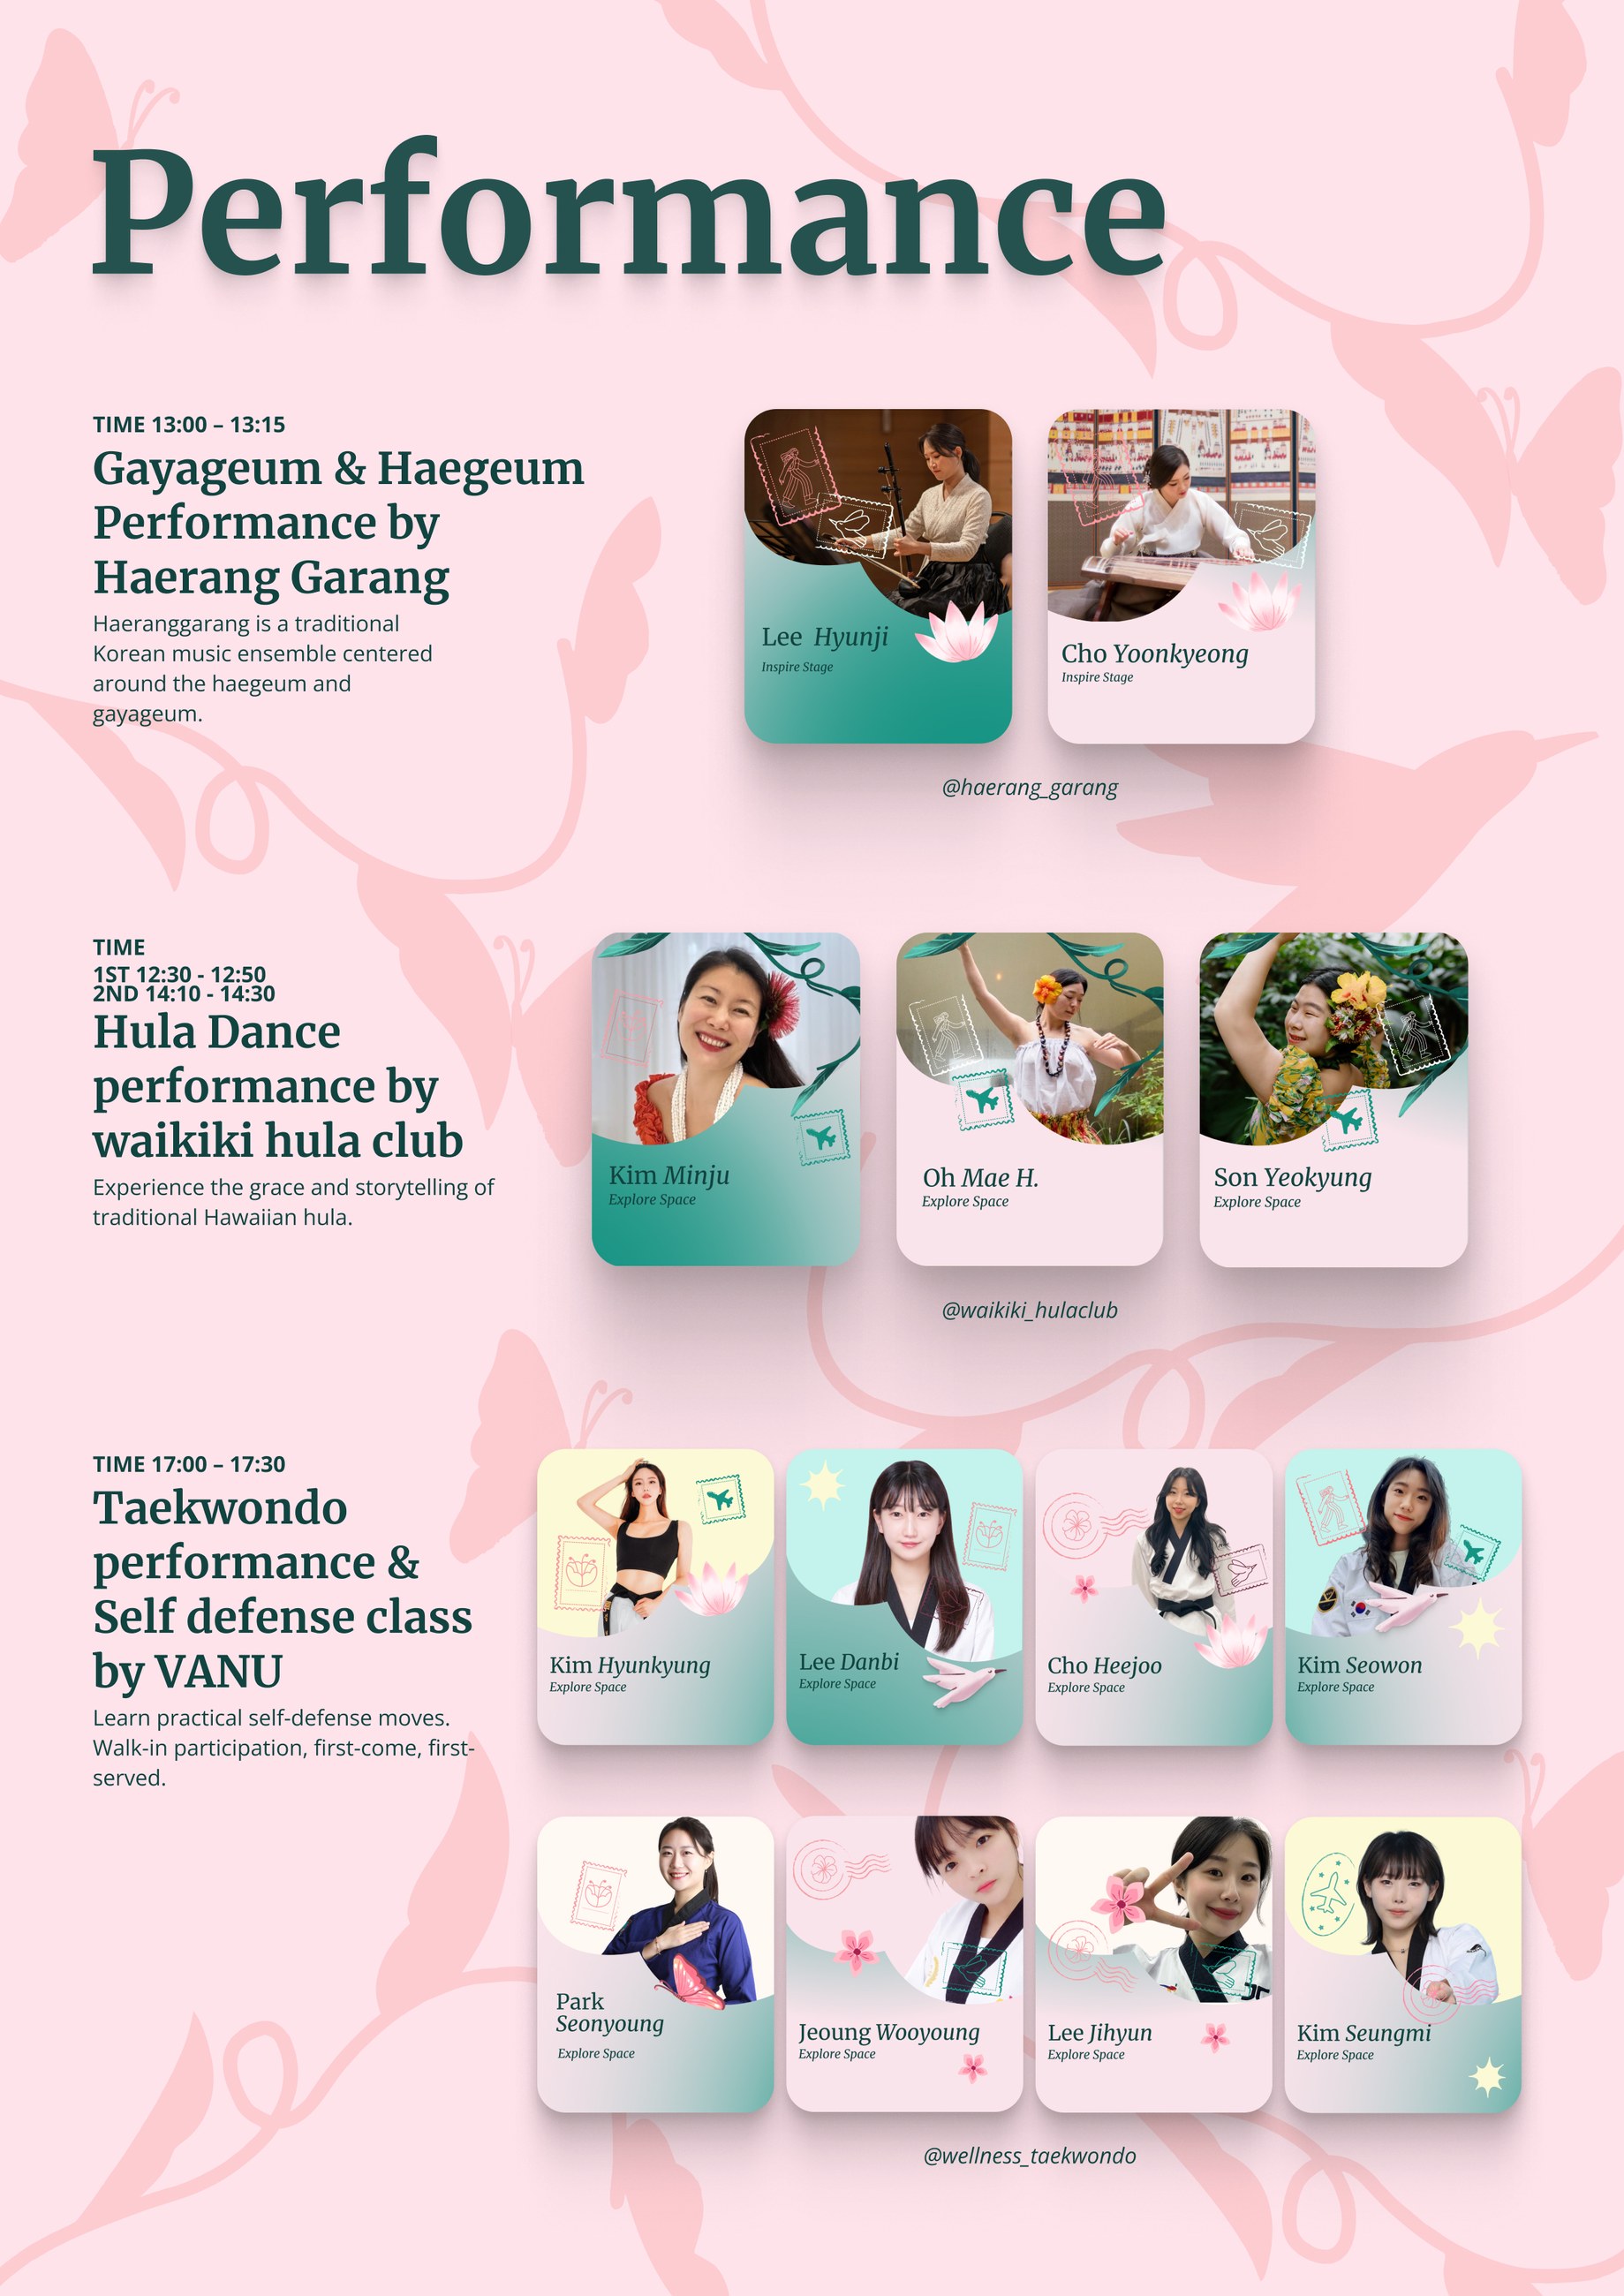 Performance
TIME 13:00 – 13:15
Gayageum & Haegeum
Performance by
Haerang Garang
Haeranggarang is a traditional
Korean music ensemble centered
around the haegeum and
gayageum.
Lee Hyunji
Inspire Stage
Cho Yoonkyeong
Inspire Stage
@haerang_garang
TIME
1ST 12:30 - 12:50
2ND 14:10 - 14:30
Hula Dance
performance by
waikiki hula club
Experience the grace and storytelling of
traditional Hawaiian hula.
Kim Minju
Explore Space
Oh Mae H.
Explore Space
Son Yeokyung
Explore Space
@waikiki_hulaclub
TIME 17:00 – 17:30
Taekwondo
performance &
Self defense class
by VANU
Learn practical self-defense moves.
Walk-in participation, first-come, first-
served.
Kim Hyunkyung
Explore Space
Lee Danbi
Explore Space
Cho Heejoo
Explore Space
Kim Seowon
Explore Space
Park
Seonyoung
Explore Space
Jeoung Wooyoung
Explore Space
Lee Jihyun
Explore Space
Kim Seungmi
Explore Space
@wellness_taekwondo